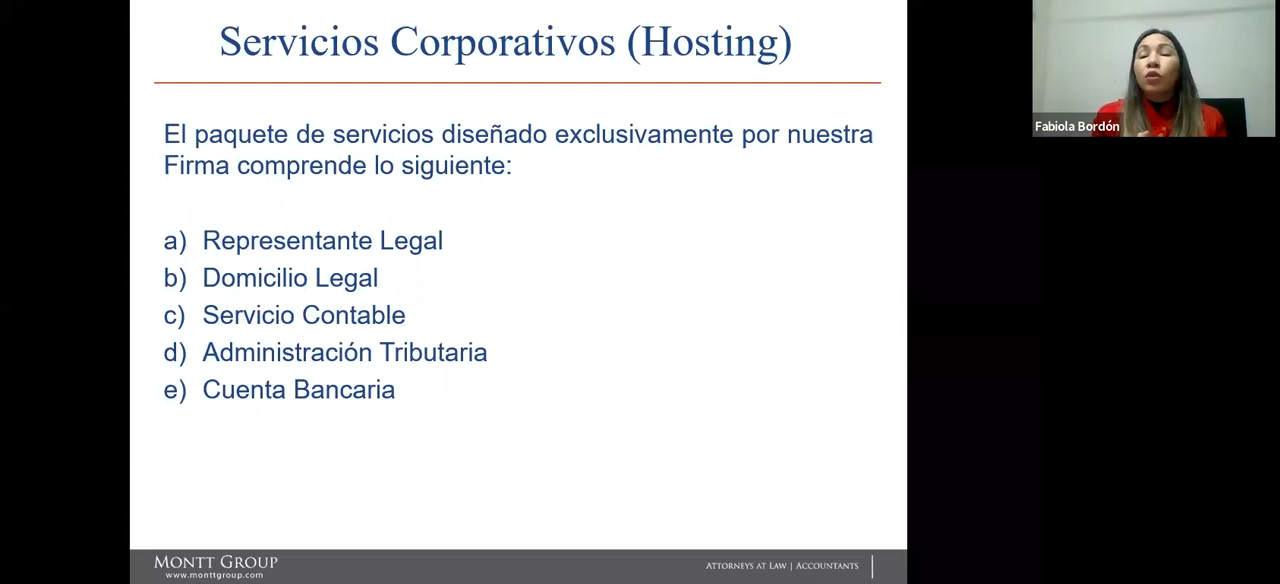 Servicios Corporativos (Hosting)
El paquete de servicios diseñado exclusivamente por nuestra
Firma comprende lo siguiente:
a) Representante Legal
b) Domicilio Legal
c) Servicio Contable
d) Administración Tributaria
e) Cuenta Bancaria
MONTT GROUP
www.monttgroup.com
ATTORNEYS AT LAW | ACCOUNTANTS
Fabiola Bordón